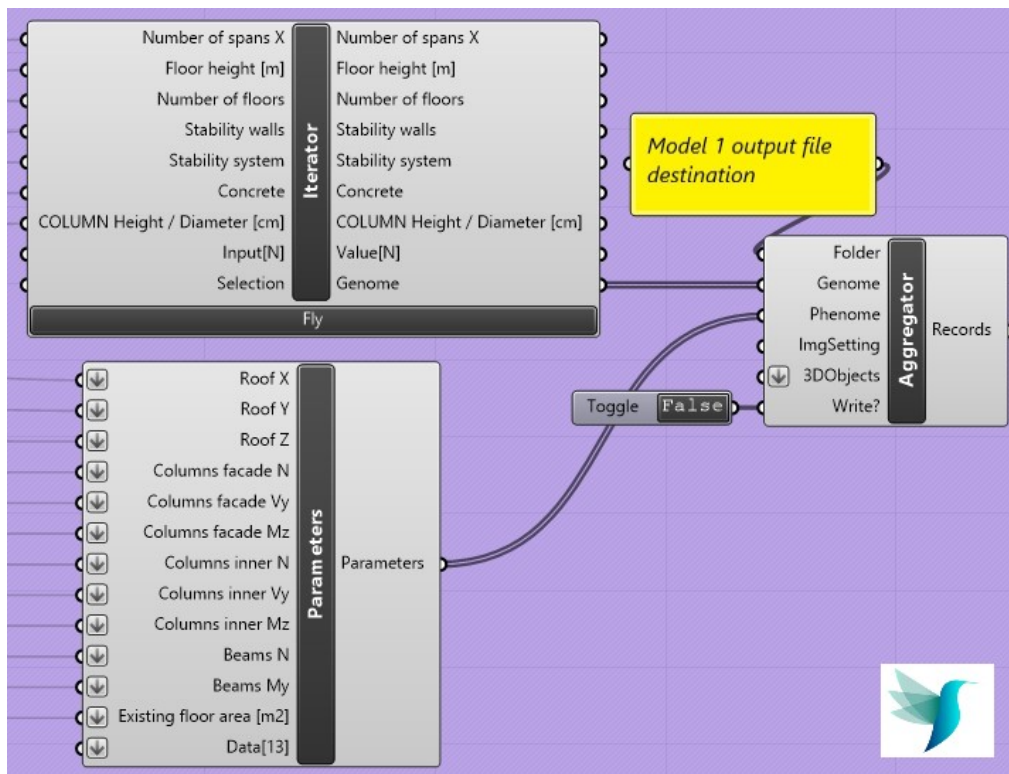 Number of spans X
Floor height [m]
Number of floors
Stability walls
Stability system
Concrete
COLUMN Height / Diameter [cm]
Input[N]
Selection
Iterator
Number of spans X
Floor height [m]
Number of floors
Stability walls
Stability system
Concrete
COLUMN Height / Diameter [cm]
Value[N]
Genome
Fly
Model 1 output file
destination
Folder
Genome
Phenome
ImgSetting
3DObjects
Write?
Aggregator
Records
Toggle False
Roof X
Roof Y
Roof Z
Columns facade N
Columns facade Vy
Columns facade Mz
Columns inner N
Columns inner Vy
Columns inner Mz
Beams N
Beams My
Existing floor area [m2]
Data[13]
Parameters
Parameters